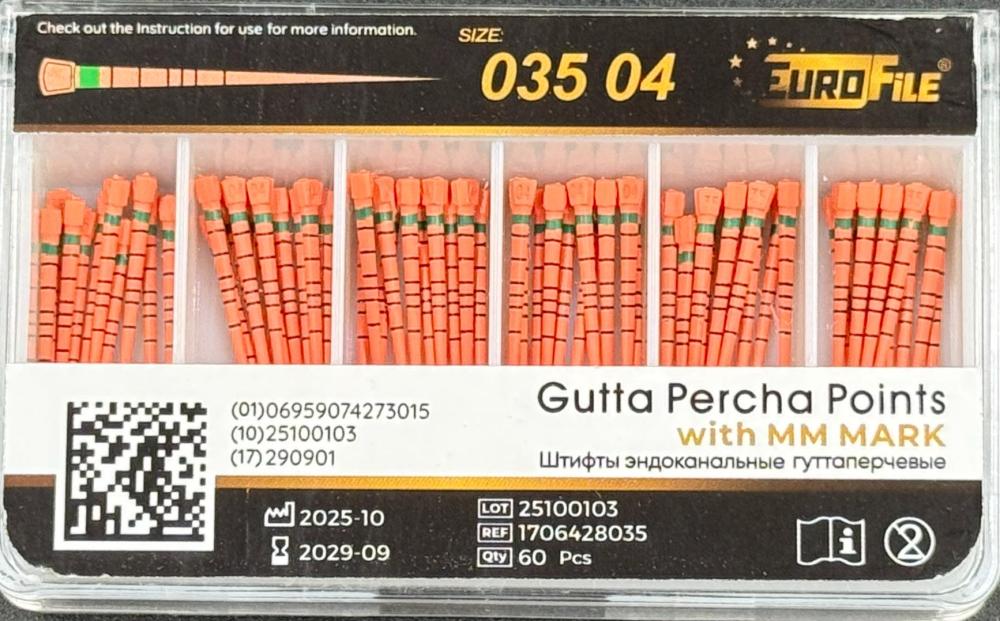 Check out the Instruction for use for more information.
SIZE:
035 04
EUROFILE®
Gutta Percha Points
with MM MARK
Штифты эндоканальные гуттаперчевые
(01)06959074273015
(10)25100103
(17)290901
2025-10
2029-09
LOT 25100103
REF 1706428035
Qty 60 Pcs
i
2